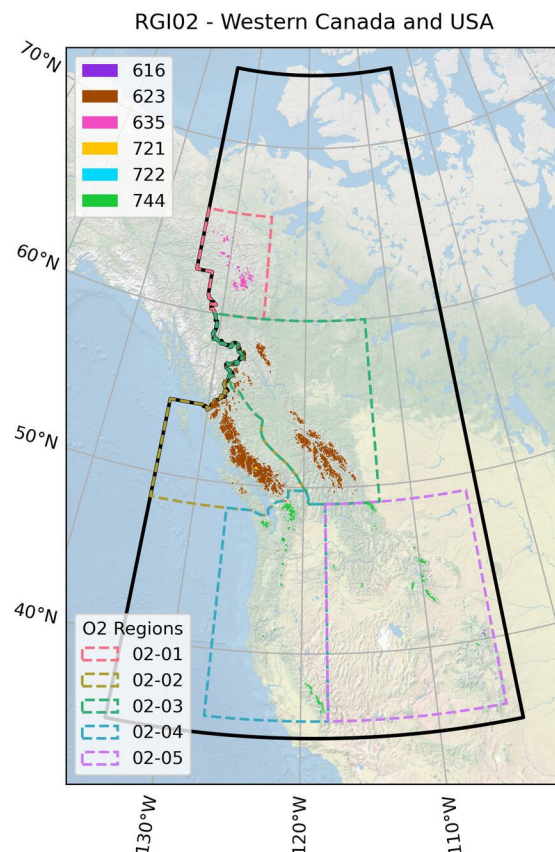 RGI02 - Western Canada and USA
70°N
616
623
635
721
722
744
60°N
50°N
40°N
O2 Regions
02-01
02-02
02-03
02-04
02-05
130°W
120°W
110°W